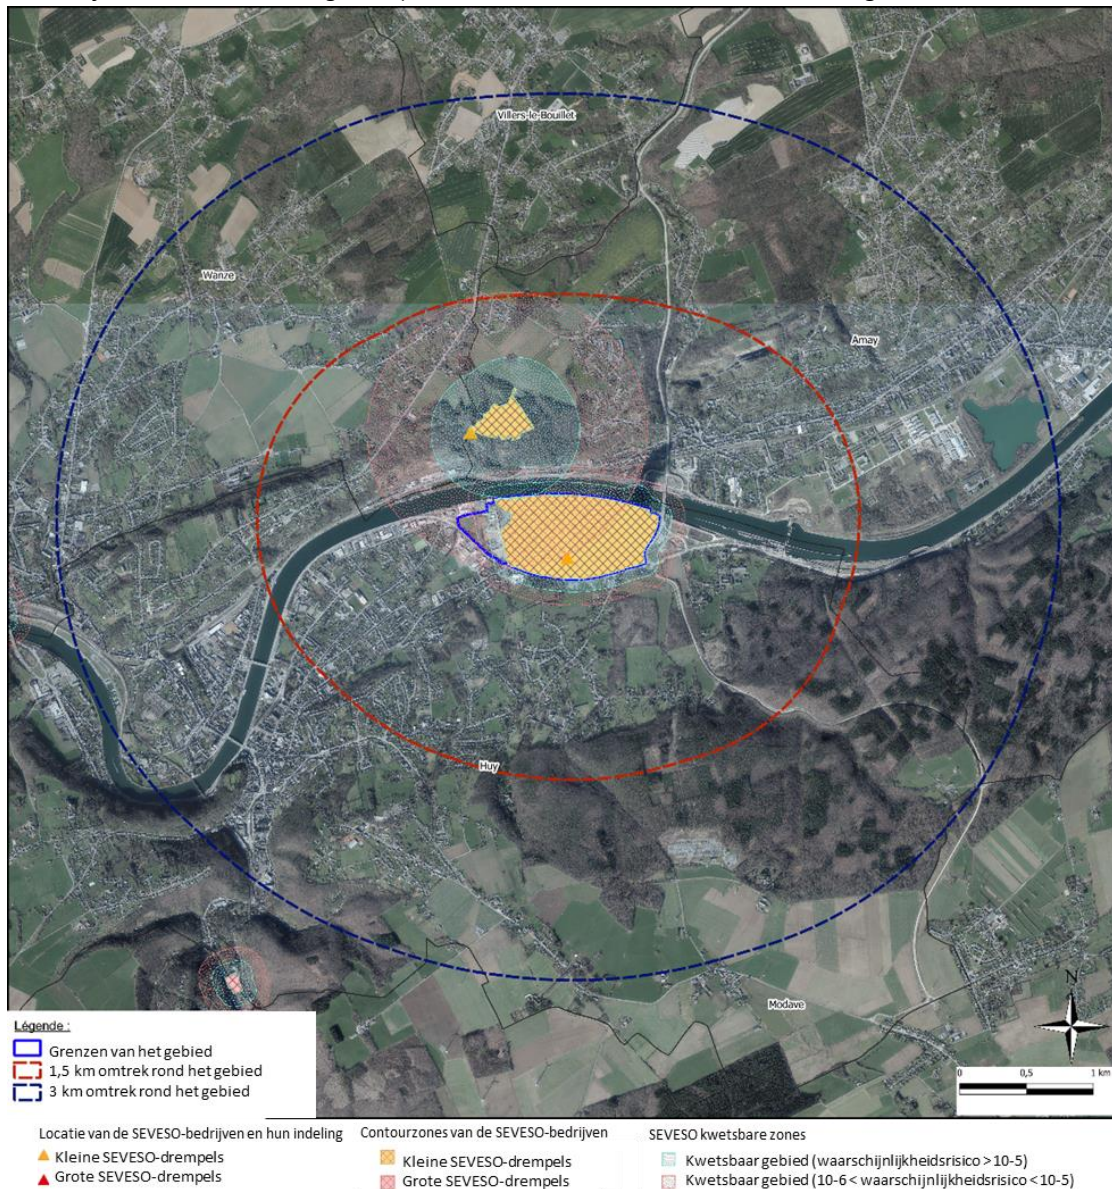 Villers-le-Bouillet
Wanze
Amay
Huy
Modave
N
0 0,5 1 km
Légende :
Grenzen van het gebied
1,5 km omtrek rond het gebied
3 km omtrek rond het gebied
Locatie van de SEVESO-bedrijven en hun indeling
Kleine SEVESO-drempels
Grote SEVESO-drempels
Contourzones van de SEVESO-bedrijven
Kleine SEVESO-drempels
Grote SEVESO-drempels
SEVESO kwetsbare zones
Kwetsbaar gebied (waarschijnlijkheidsrisico > 10-5)
Kwetsbaar gebied (10-6 < waarschijnlijkheidsrisico < 10-5)